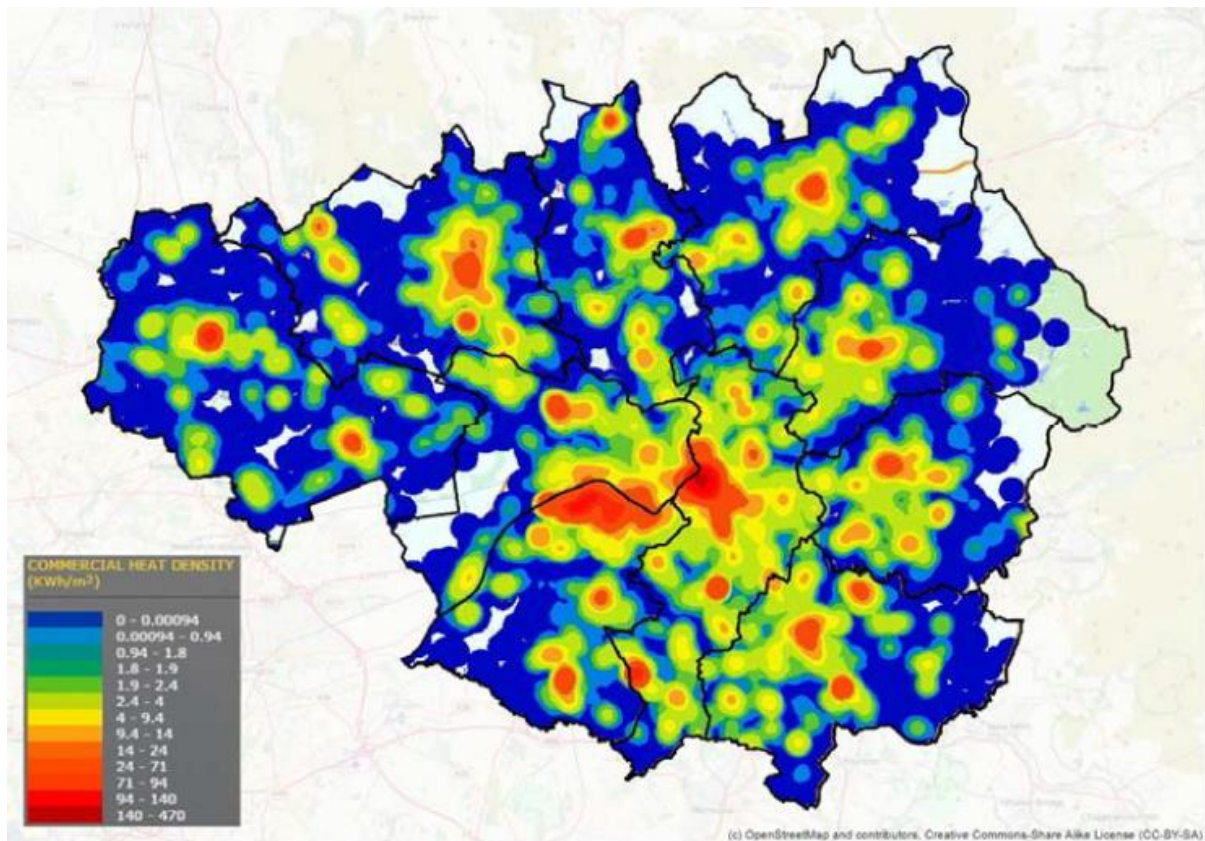 COMMERCIAL HEAT DENSITY
(KWh/m²)
0 - 0.00094
0.00094 - 0.94
0.94 - 1.8
1.8 - 1.9
1.9 - 2.4
2.4 - 4
4 - 9.4
9.4 - 14
14 - 24
24 - 71
71 - 94
94 - 140
140 - 470
(c) OpenStreetMap and contributors, Creative Commons-Share Alike License (CC-BY-SA)